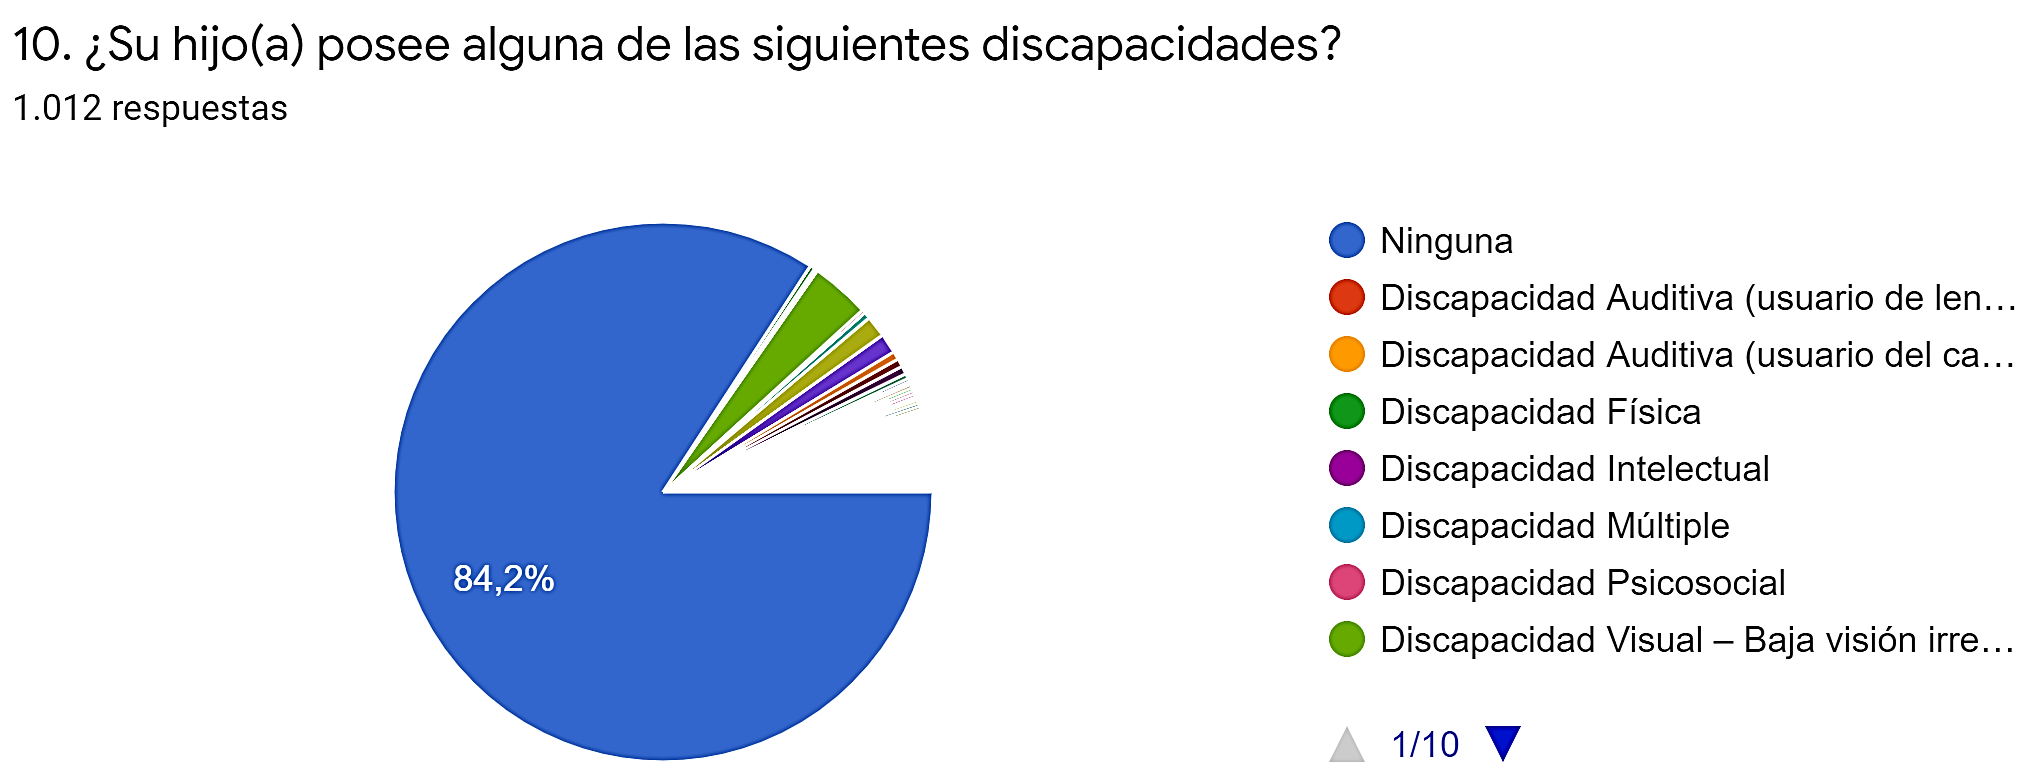 10. ¿Su hijo(a) posee alguna de las siguientes discapacidades?
1.012 respuestas
84,2%
Ninguna
Discapacidad Auditiva (usuario de len...
Discapacidad Auditiva (usuario del ca...
Discapacidad Física
Discapacidad Intelectual
Discapacidad Múltiple
Discapacidad Psicosocial
Discapacidad Visual – Baja visión irre...
1/10